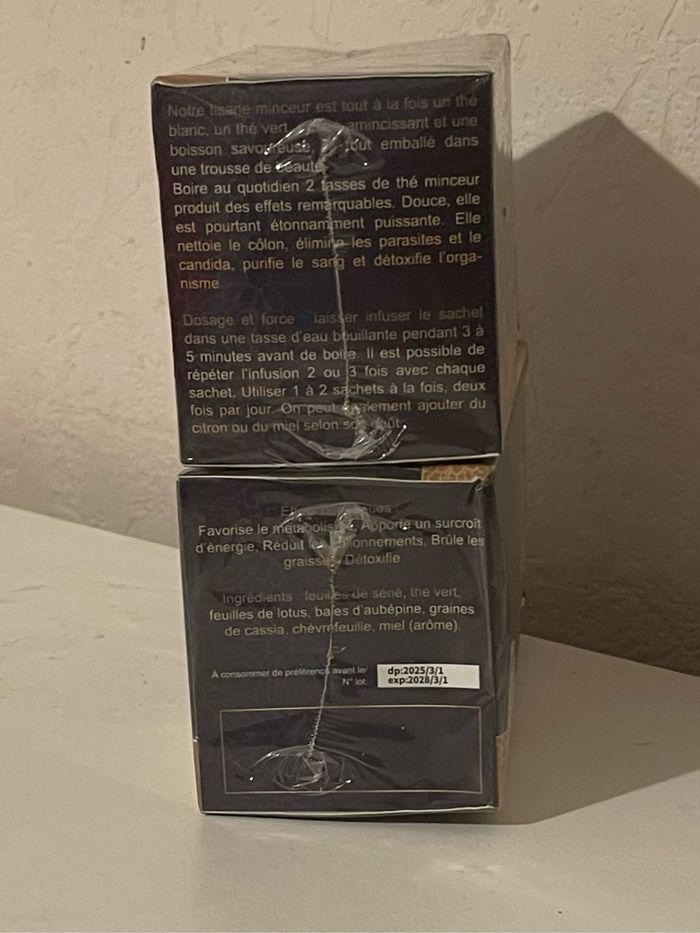 Notre tisane minceur est tout à la fois un thé
blanc, un thé vert, amincissant et une
boisson savoureuse, tout emballé dans
une trousse de beauté
Boire au quotidien 2 tasses de thé minceur
produit des effets remarquables. Douce, elle
est pourtant étonnamment puissante. Elle
nettoie le côlon, élimine les parasites et le
candida, purifie le sang et détoxifie l'orga-
nisme
Dosage et force laisser infuser le sachet
dans une tasse d'eau bouillante pendant 3 à
5 minutes avant de boire. Il est possible de
répéter l'infusion 2 ou 3 fois avec chaque
sachet. Utiliser 1 à 2 sachets à la fois, deux
fois par jour. On peut également ajouter du
citron ou du miel selon son goût
Favorise le métabolisme, Apporte un surcroît
d'énergie, Réduit les Brûle les
graisses, Détoxifie
Ingrédients : feuilles de séné, thé vert,
feuilles de lotus, baies d'aubépine, graines
de cassia, chèvrefeuille, miel (arôme).
À consommer de préférence avant le/
N° lot.
dp:2025/3/1
exp:2028/3/1